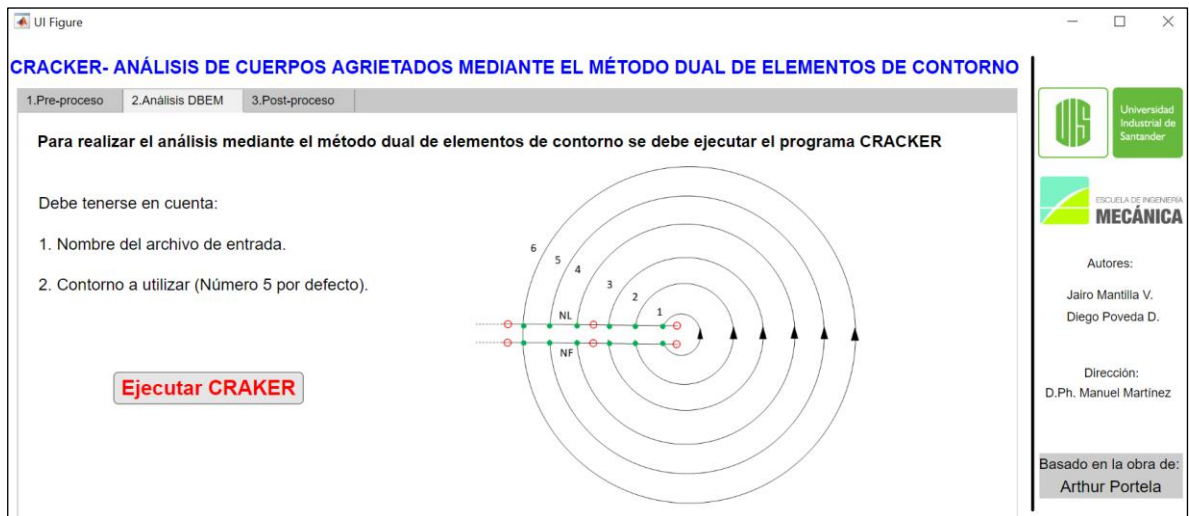 UI Figure
CRACKER- ANÁLISIS DE CUERPOS AGRIETADOS MEDIANTE EL MÉTODO DUAL DE ELEMENTOS DE CONTORNO
1.Pre-proceso 2.Análisis DBEM 3.Post-proceso
Para realizar el análisis mediante el método dual de elementos de contorno se debe ejecutar el programa CRACKER
Debe tenerse en cuenta:
1. Nombre del archivo de entrada.
2. Contorno a utilizar (Número 5 por defecto).
Ejecutar CRAKER
6
5
4
3
2
1
NL
NF
UIS
Universidad
Industrial de
Santander
ESCUELA DE INGENIERÍA
MECÁNICA
Autores:
Jairo Mantilla V.
Diego Poveda D.
Dirección:
D.Ph. Manuel Martínez
Basado en la obra de:
Arthur Portela